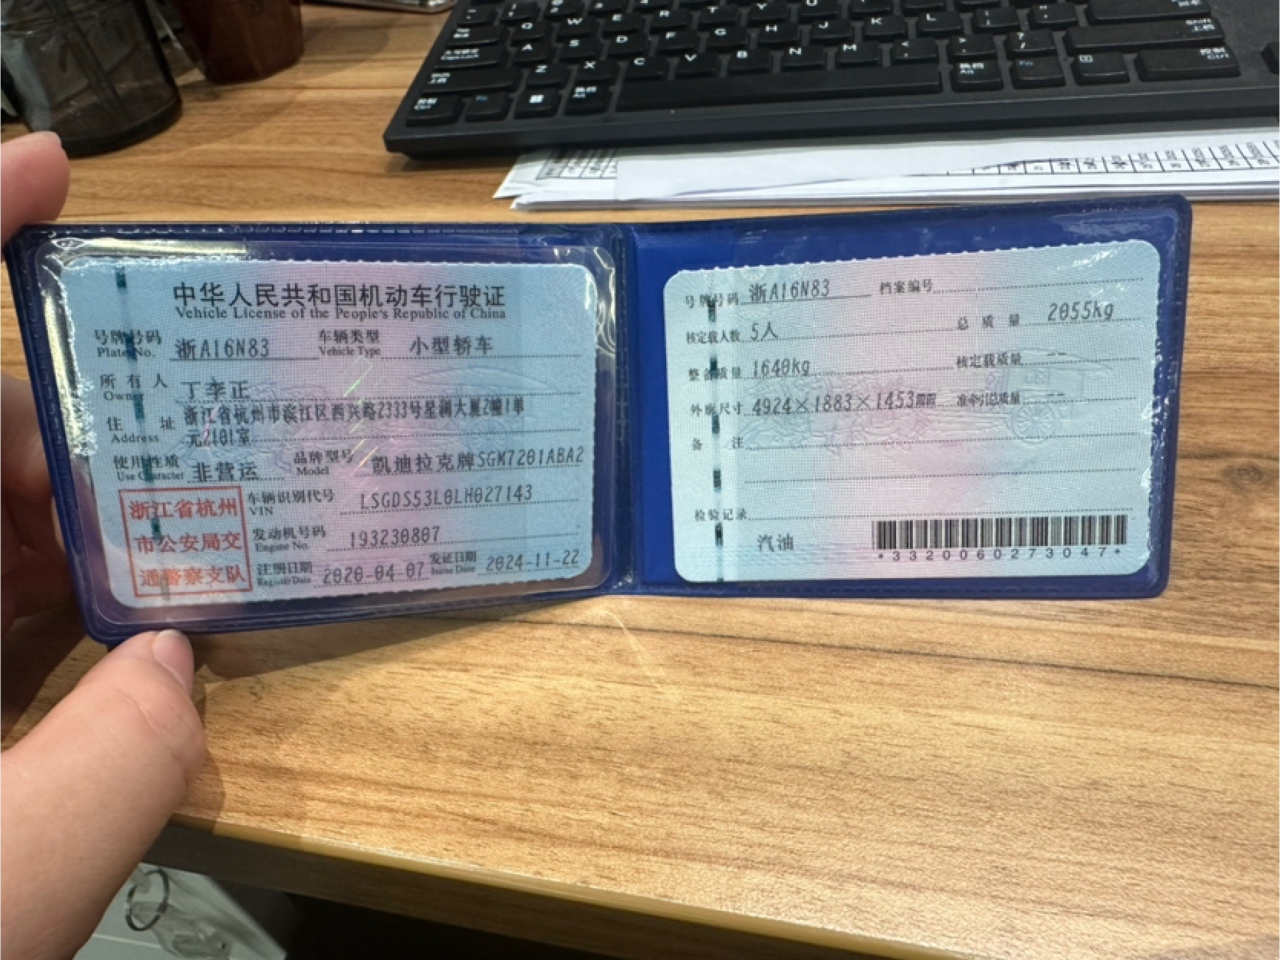 中华人民共和国机动车行驶证
Vehicle License of the People's Republic of China
号牌号码 浙A16N83 车辆类型 小型轿车
Plate No. Vehicle Type
所有人 丁李正
Owner
住址 浙江省杭州市滨江区西兴路2333号星澜大厦2幢1单
Address 元2101室
使用性质 非营运 品牌型号 凯迪拉克牌SGM7201ABA2
Use Character Model
浙江省杭州
市公安局交
通警察支队
车辆识别代号 LSGDS53L0LH027143
VIN
发动机号码 193230807
Engine No.
注册日期 2020-04-07 发证日期 2024-11-22
Register Date Issue Date
号牌号码 浙A16N83 档案编号
核定载人数 5人 总质量 2055kg
整备质量 1640kg 核定载质量 --
外廓尺寸 4924×1883×1453mm 准牵引总质量 --
备注
检验记录
汽油
*3320060273047*
Q W E R T Y U
A S D F G H J K L
Z X C V B N M